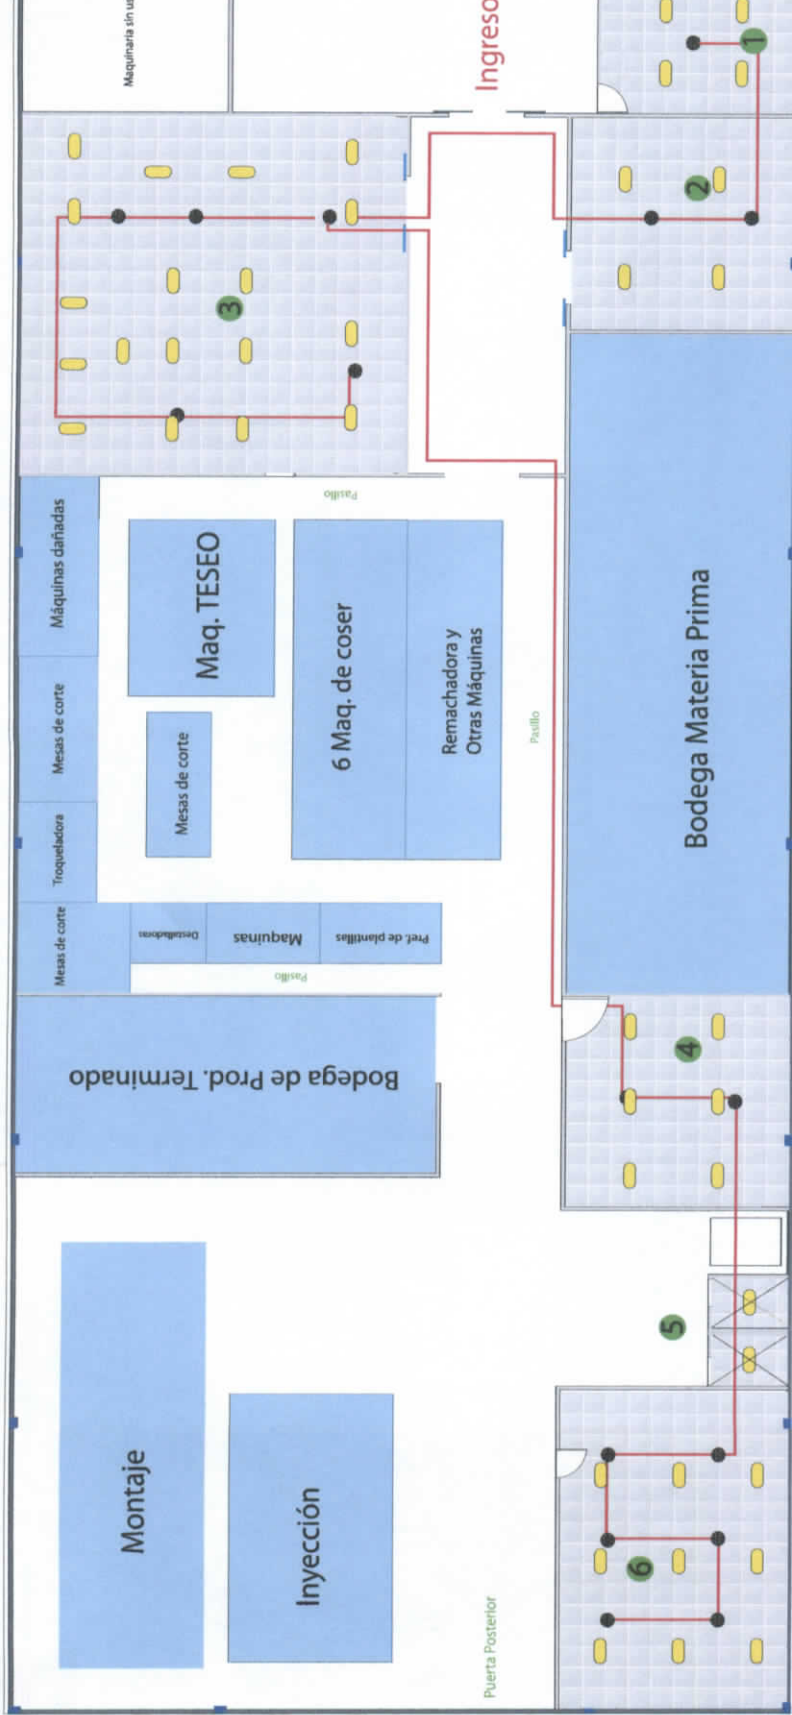 Maquinaria sin us
Ingreso
1
2
3
Pasillo
Máquinas dañadas
Maq. TESEO
6 Maq. de coser
Remachadora y
Otras Máquinas
Mesas de corte
Mesas de corte
Troqueladora
Pasillo
Bodega Materia Prima
Mesas de corte
Destalladoras
Maquinas
Pref. de plantillas
Pasillo
Bodega de Prod. Terminado
4
5
Montaje
Inyección
6
Puerta Posterior